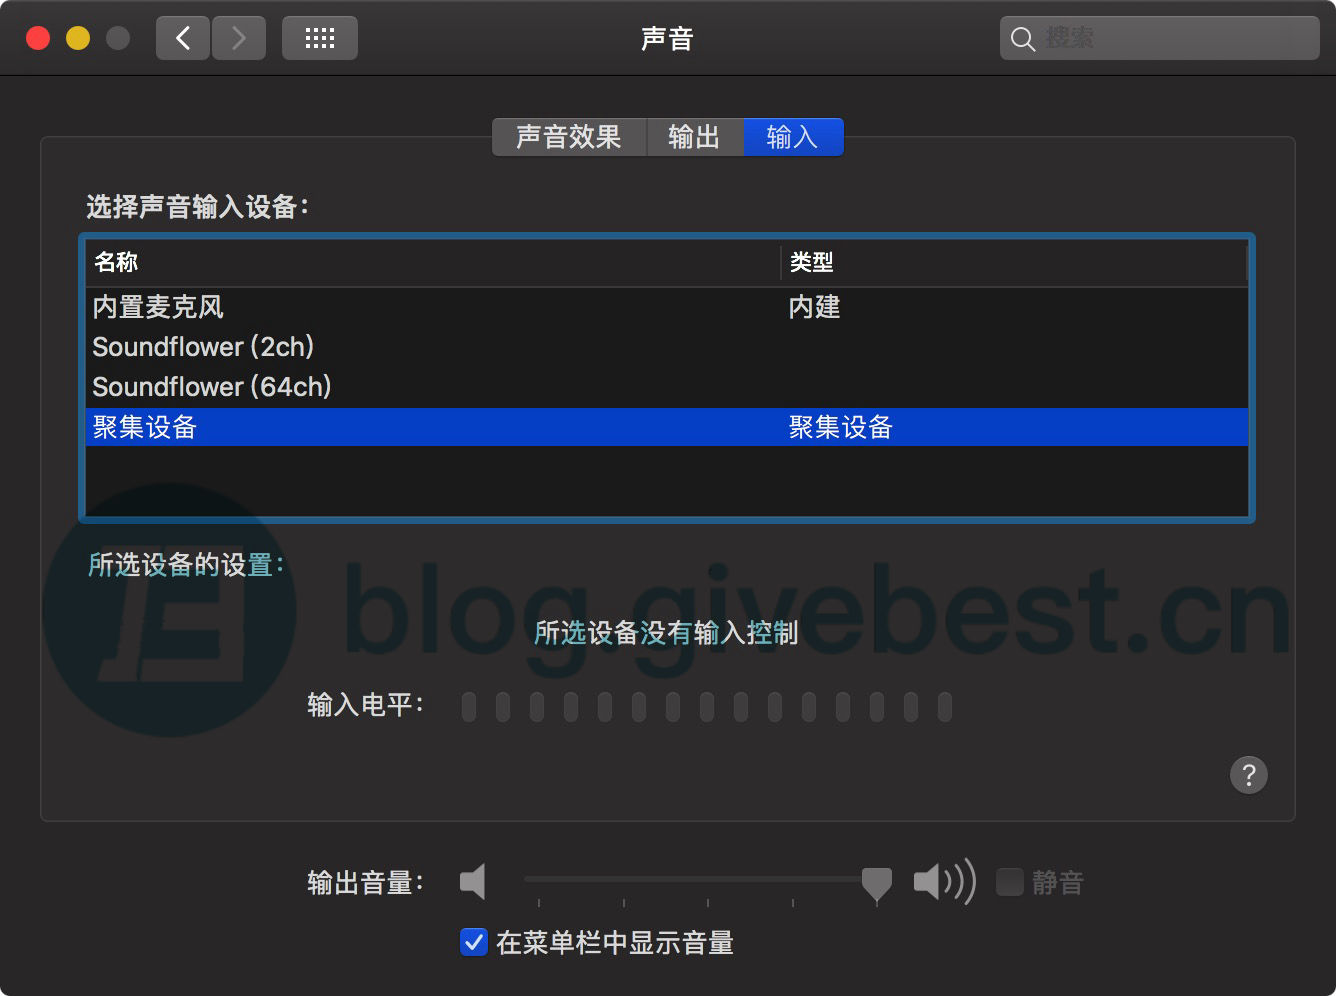 声音
搜索
声音效果 输出 输入
选择声音输入设备：
名称 类型
内置麦克风 内建
Soundflower (2ch)
Soundflower (64ch)
聚集设备 聚集设备
所选设备的设置：
blog.givebest.cn
所选设备没有输入控制
输入电平：
?
输出音量： 静音
在菜单栏中显示音量